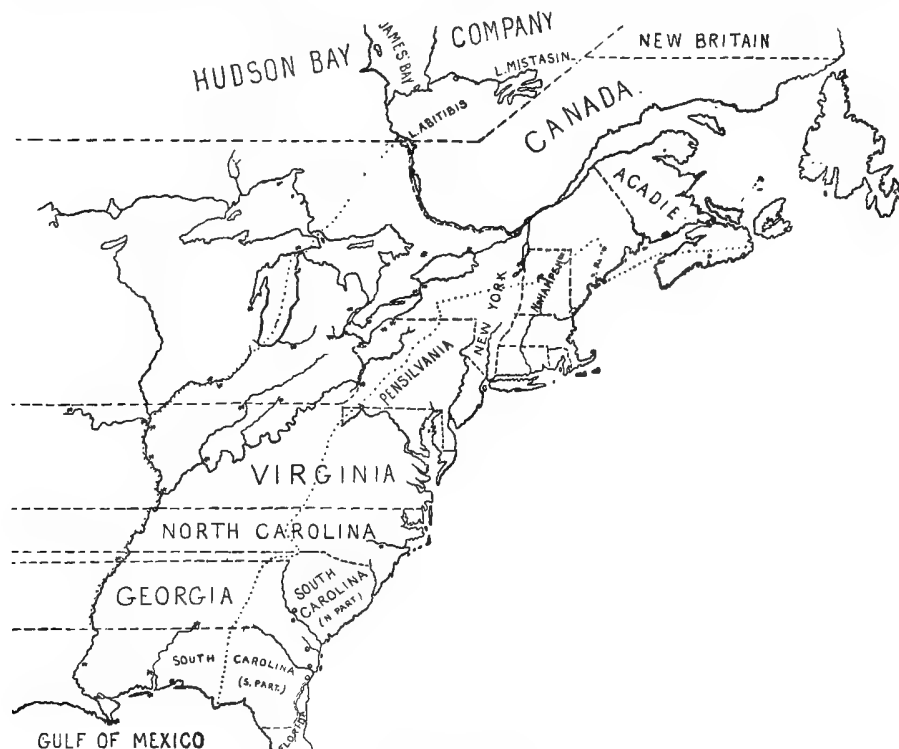 HUDSON BAY
JAMES BAY
COMPANY
L. MISTASIN
NEW BRITAIN
L. ABITIBIS
CANADA.
ACADIE
NEW YORK
N. HAMPSHRE
PENSILVANIA
VIRGINIA
NORTH CAROLINA
GEORGIA
SOUTH
CAROLINA
(N PART)
SOUTH CAROLINA
(S. PART.)
FLORIDA
GULF OF MEXICO